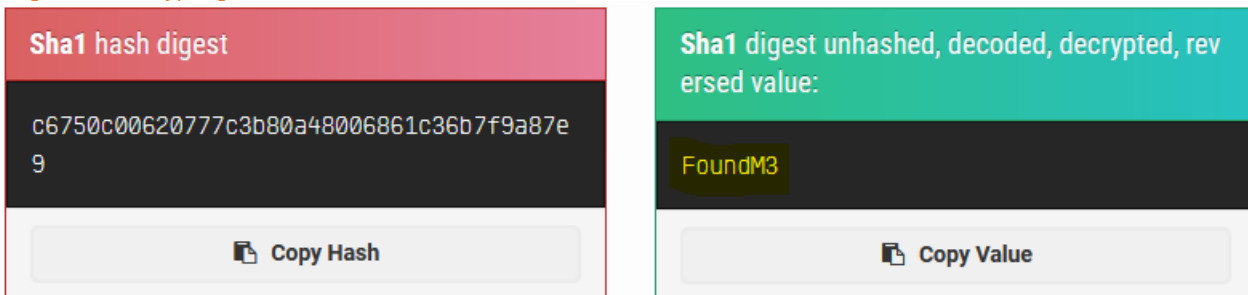 Sha1 hash digest
c6750c00620777c3b80a48006861c36b7f9a87e
9
Copy Hash
Sha1 digest unhashed, decoded, decrypted, rev
ersed value:
FoundM3
Copy Value